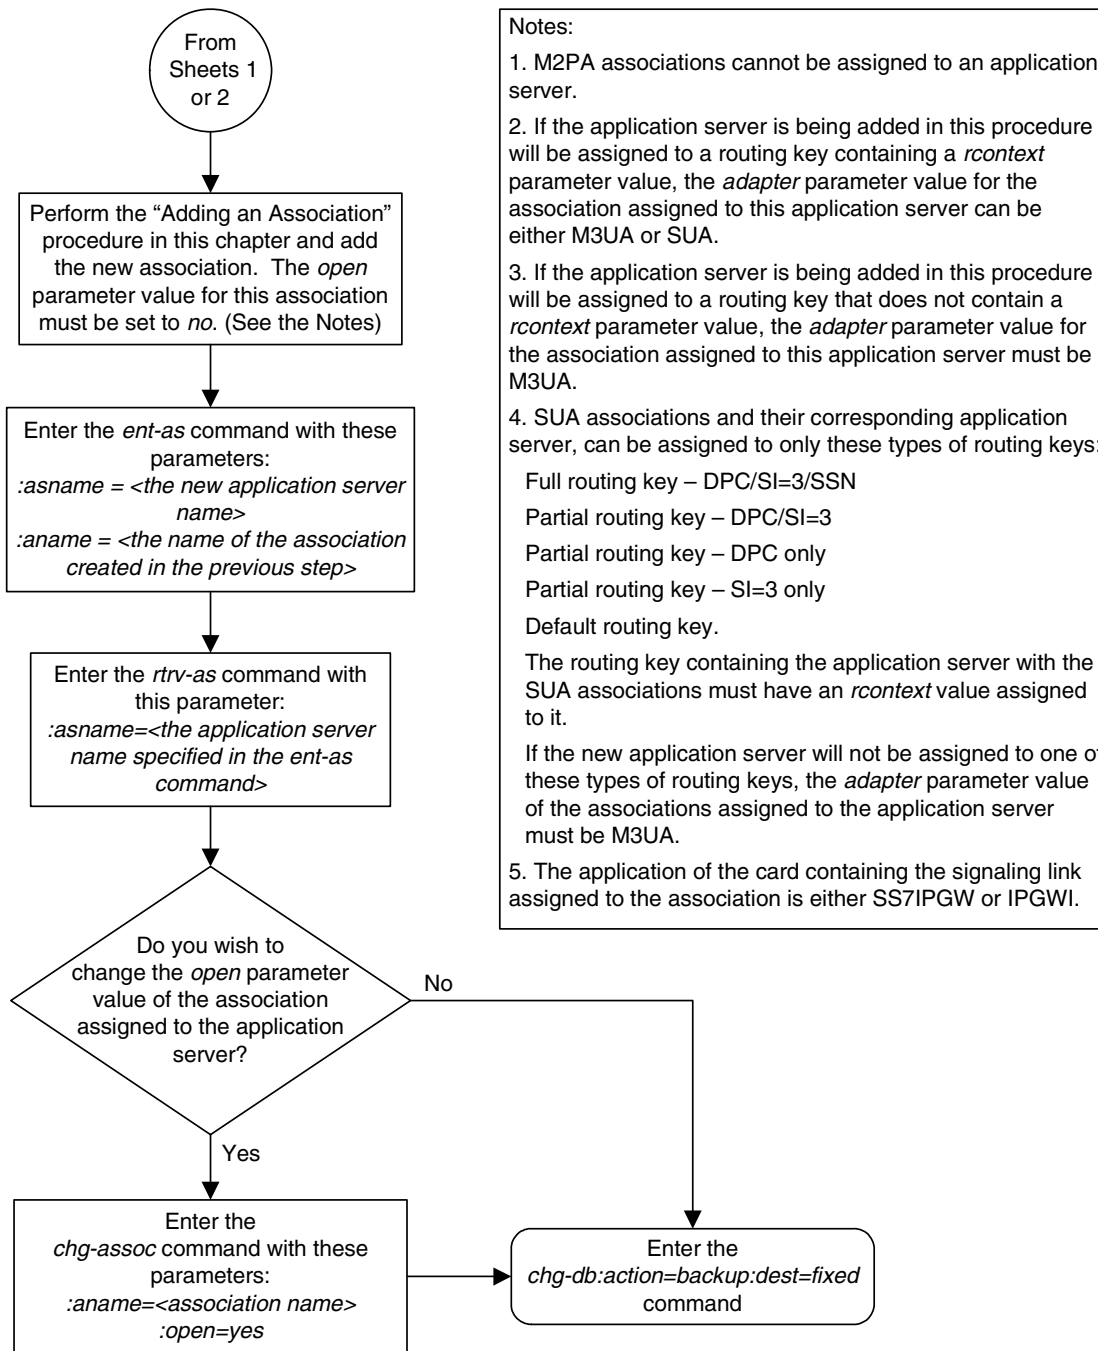 From
Sheets 1
or 2
Perform the “Adding an Association”
procedure in this chapter and add
the new association.  The open
parameter value for this association
must be set to no. (See the Notes)
Enter the ent-as command with these
parameters:
:asname = <the new application server
name>
:aname = <the name of the association
created in the previous step>
Enter the rtrv-as command with
this parameter:
:asname=<the application server
name specified in the ent-as
command>
Do you wish to
change the open parameter
value of the association
assigned to the application
server?
No
Yes
Enter the
chg-assoc command with these
parameters:
:aname=<association name>
:open=yes
Enter the
chg-db:action=backup:dest=fixed
command
Notes:
1. M2PA associations cannot be assigned to an application
server.
2. If the application server is being added in this procedure
will be assigned to a routing key containing a rcontext
parameter value, the adapter parameter value for the
association assigned to this application server can be
either M3UA or SUA.
3. If the application server is being added in this procedure
will be assigned to a routing key that does not contain a
rcontext parameter value, the adapter parameter value for
the association assigned to this application server must be
M3UA.
4. SUA associations and their corresponding application
server, can be assigned to only these types of routing keys:
Full routing key – DPC/SI=3/SSN
Partial routing key – DPC/SI=3
Partial routing key – DPC only
Partial routing key – SI=3 only
Default routing key.
The routing key containing the application server with the
SUA associations must have an rcontext value assigned
to it.
If the new application server will not be assigned to one of
these types of routing keys, the adapter parameter value
of the associations assigned to the application server
must be M3UA.
5. The application of the card containing the signaling link
assigned to the association is either SS7IPGW or IPGWI.